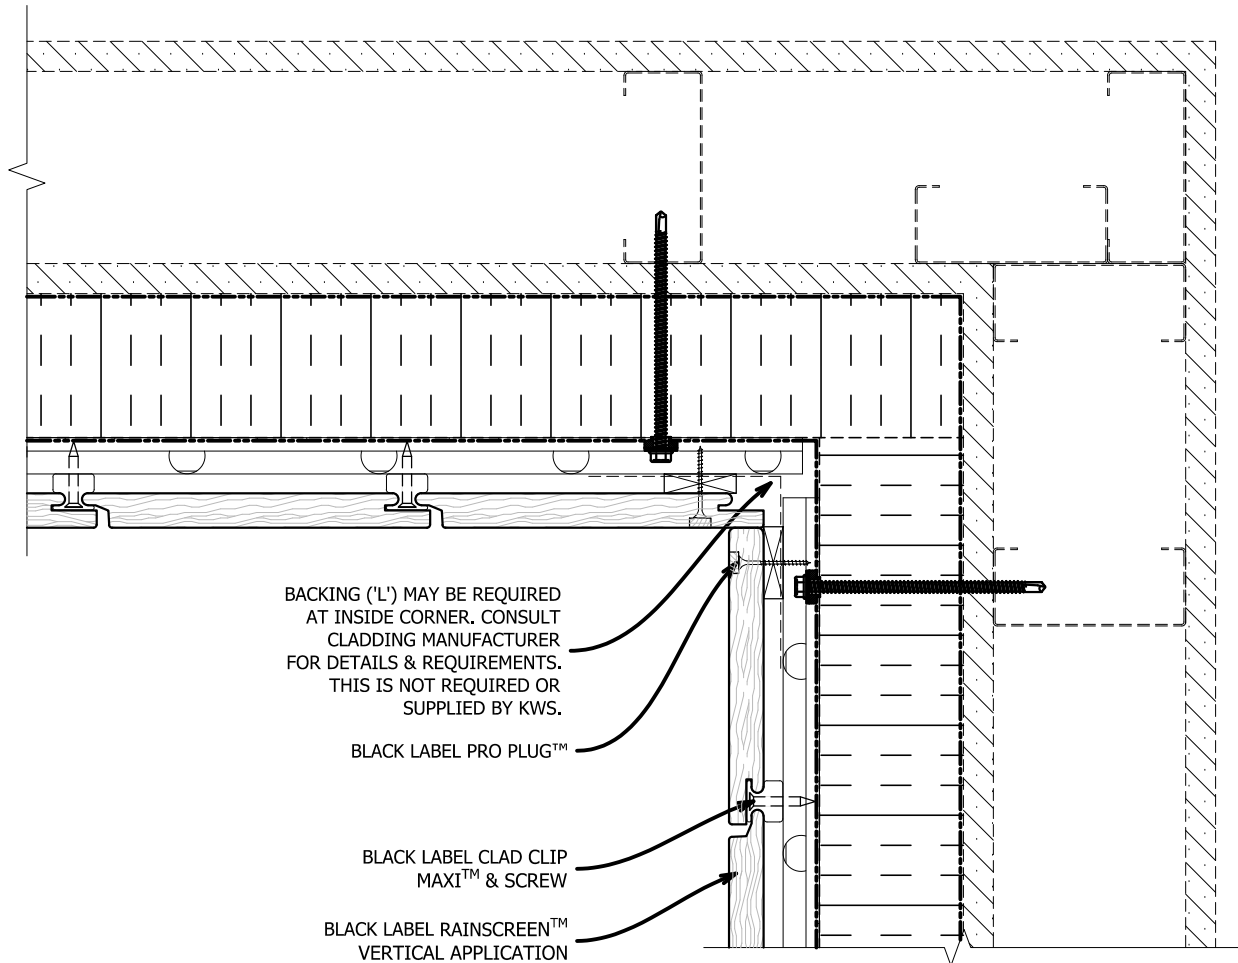 BACKING ('L') MAY BE REQUIRED
AT INSIDE CORNER. CONSULT
CLADDING MANUFACTURER
FOR DETAILS & REQUIREMENTS.
THIS IS NOT REQUIRED OR
SUPPLIED BY KWS.
BLACK LABEL PRO PLUG™
BLACK LABEL CLAD CLIP
MAXI™ & SCREW
BLACK LABEL RAINSCREEN™
VERTICAL APPLICATION